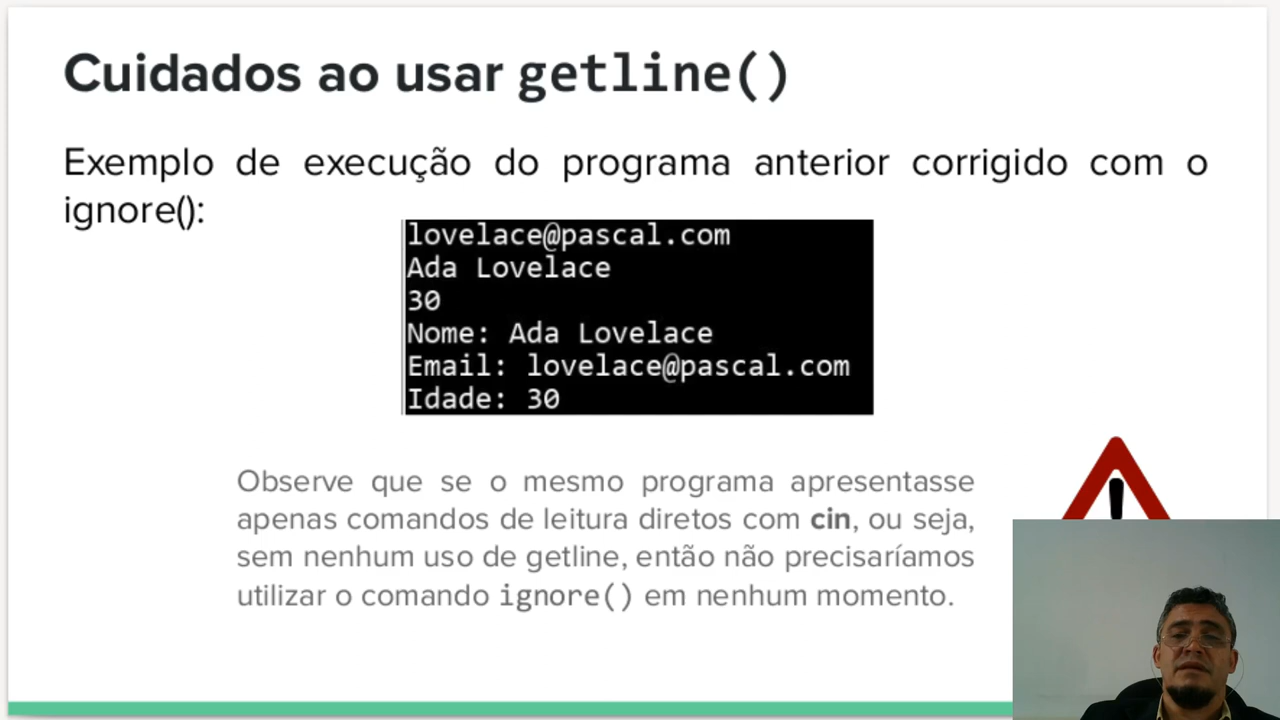 Cuidados ao usar getline()
Exemplo de execução do programa anterior corrigido com o
ignore():
lovelace@pascal.com
Ada Lovelace
30
Nome: Ada Lovelace
Email: lovelace@pascal.com
Idade: 30
Observe que se o mesmo programa apresentasse
apenas comandos de leitura diretos com cin, ou seja,
sem nenhum uso de getline, então não precisaríamos
utilizar o comando ignore() em nenhum momento.